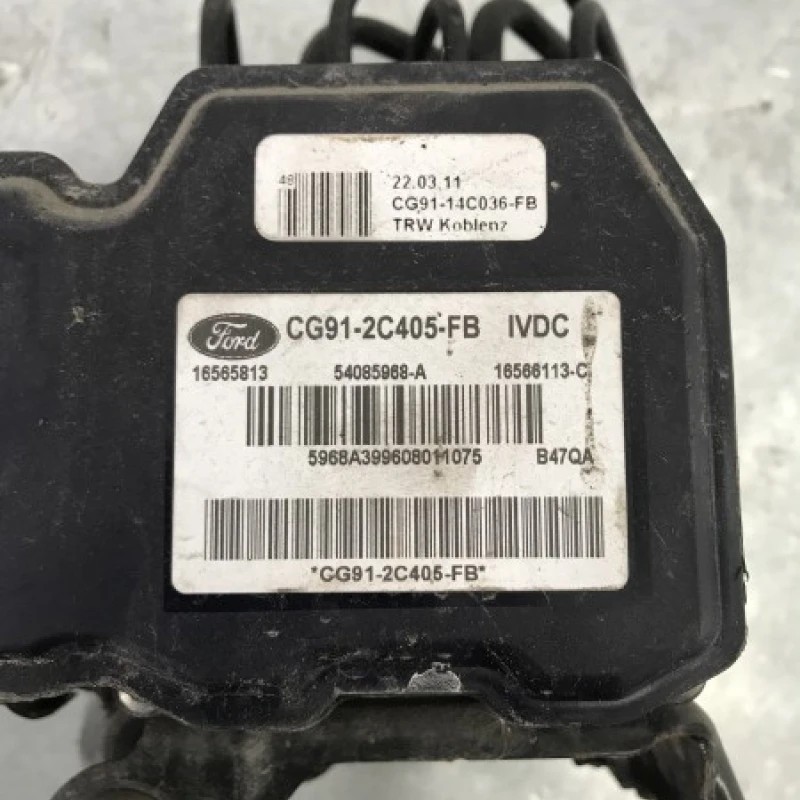 48
22.03.11
CG91-14C036-FB
TRW Koblenz
Ford CG91-2C405-FB IVDC
16565813 54085968-A 16566113-C
5968A399608011075 B47QA
*CG91-2C405-FB*